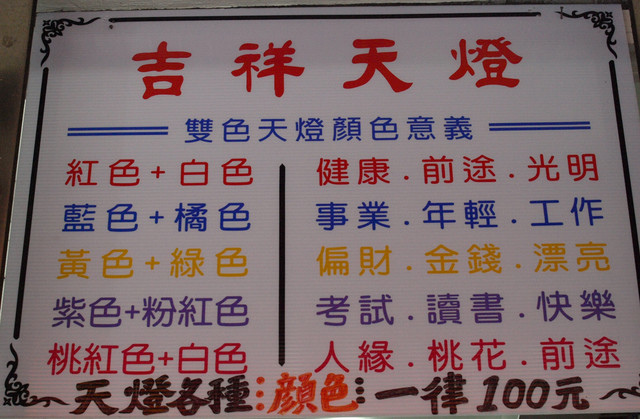 吉祥天燈
雙色天燈顏色意義
紅色+白色 健康.前途.光明
藍色+橘色 事業.年輕.工作
黃色+綠色 偏財.金錢.漂亮
紫色+粉紅色 考試.讀書.快樂
桃紅色+白色 人緣.桃花.前途
天燈各種顏色一律100元